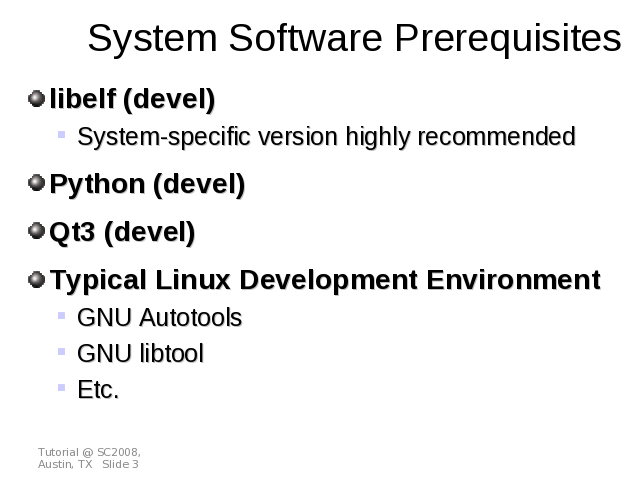 System Software Prerequisites
libelf (devel)
System-specific version highly recommended
Python (devel)
Qt3 (devel)
Typical Linux Development Environment
GNU Autotools
GNU libtool
Etc.
Tutorial @ SC2008,
Austin, TX Slide 3